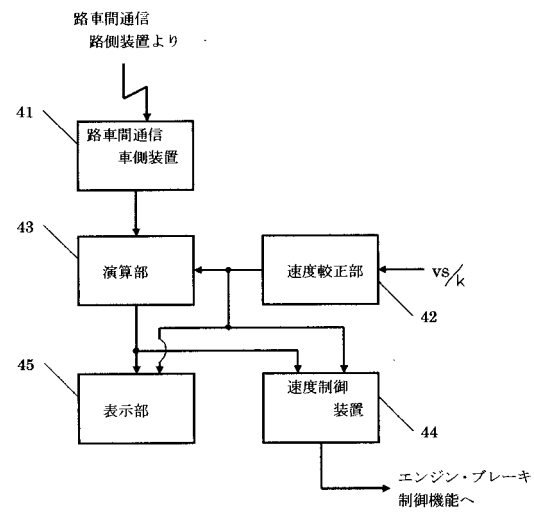 路車間通信
路側装置より
41
路車間通信
車側装置
43
演算部
速度較正部
vs/k
42
45
表示部
速度制御
装置
44
エンジン・ブレーキ
制御機能へ